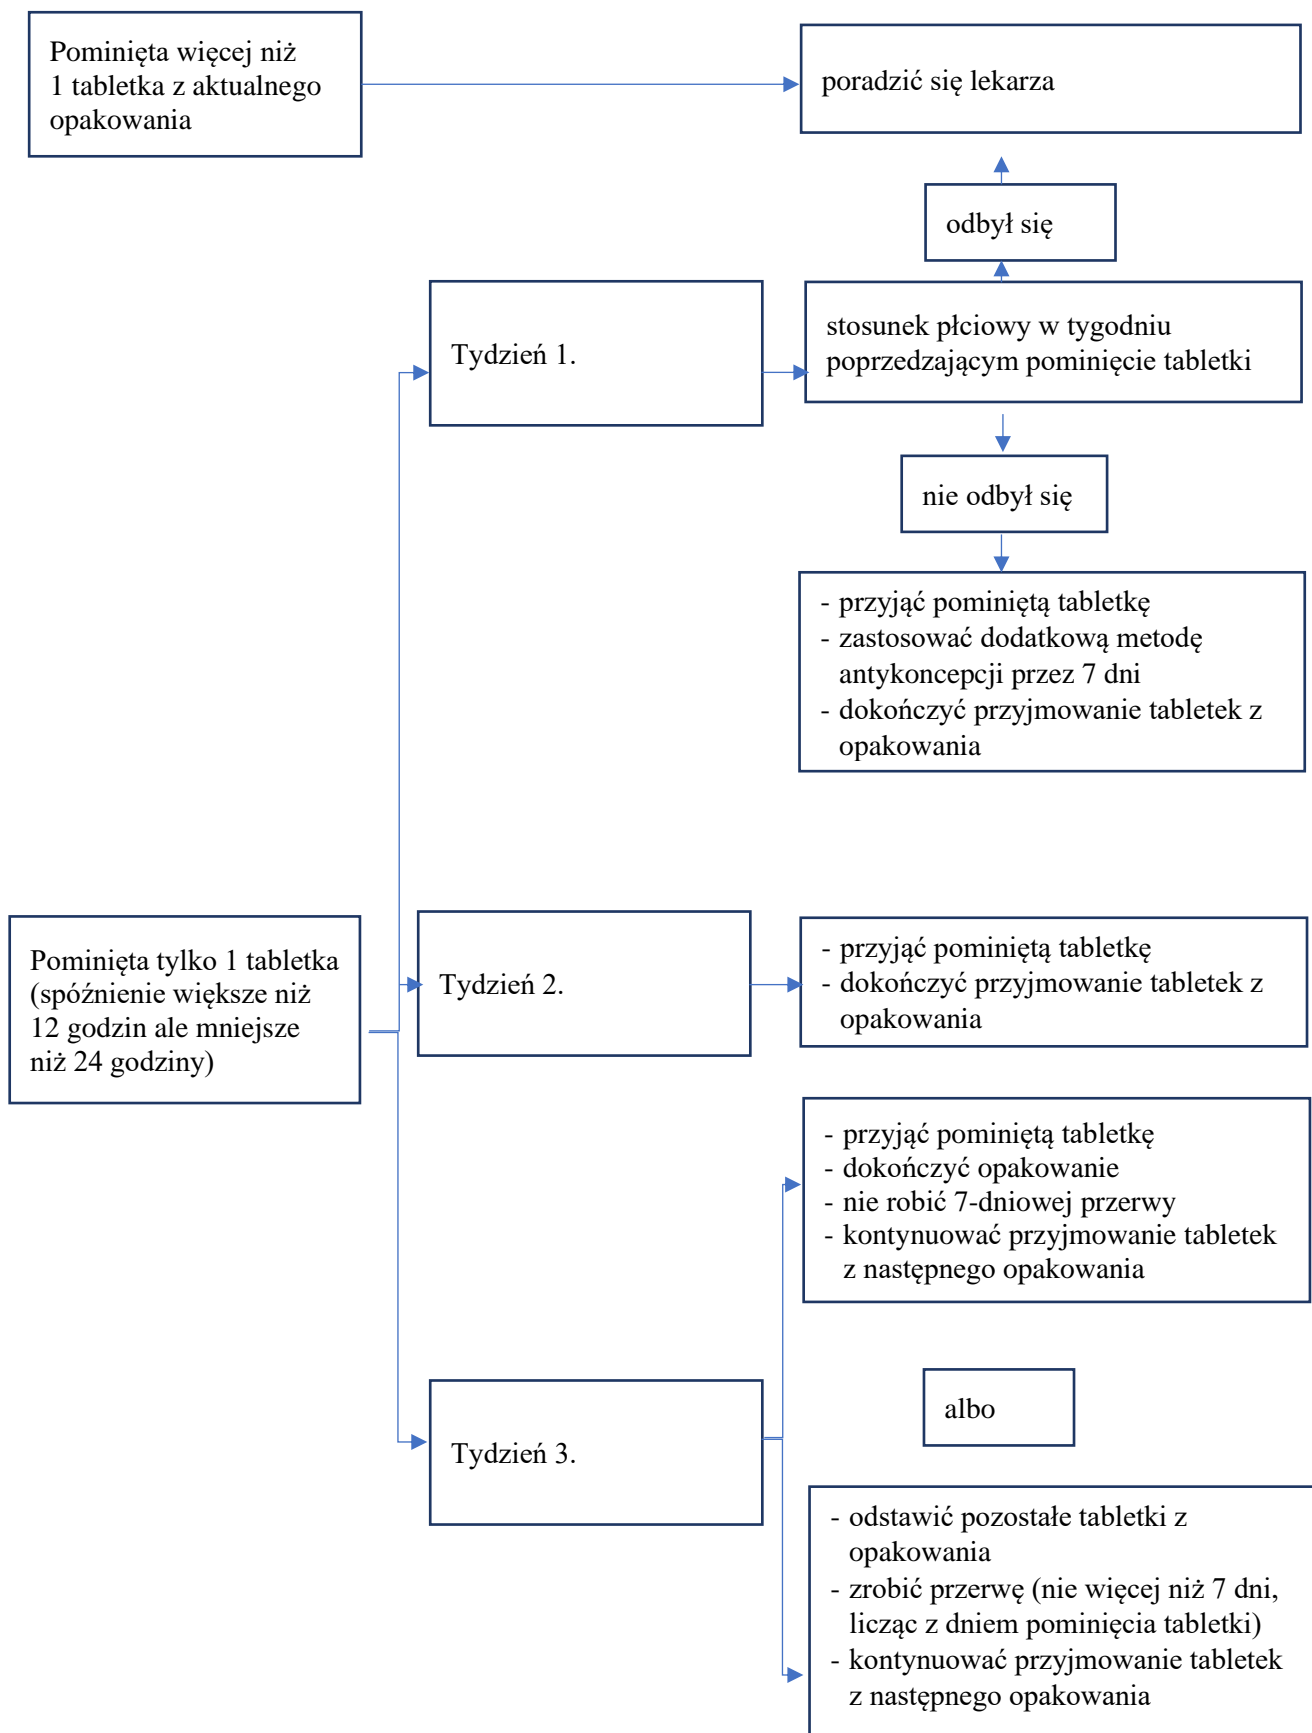 Pominięta więcej niż
1 tabletka z aktualnego
opakowania
poradzić się lekarza
odbył się
Tydzień 1.
stosunek płciowy w tygodniu
poprzedzającym pominięcie tabletki
nie odbył się
- przyjąć pominiętą tabletkę
- zastosować dodatkową metodę
antykoncepcji przez 7 dni
- dokończyć przyjmowanie tabletek z
opakowania
Pominięta tylko 1 tabletka
(spóźnienie większe niż
12 godzin ale mniejsze
niż 24 godziny)
Tydzień 2.
- przyjąć pominiętą tabletkę
- dokończyć przyjmowanie tabletek z
opakowania
- przyjąć pominiętą tabletkę
- dokończyć opakowanie
- nie robić 7-dniowej przerwy
- kontynuować przyjmowanie tabletek
z następnego opakowania
albo
Tydzień 3.
- odstawić pozostałe tabletki z
opakowania
- zrobić przerwę (nie więcej niż 7 dni,
licząc z dniem pominięcia tabletki)
- kontynuować przyjmowanie tabletek
z następnego opakowania